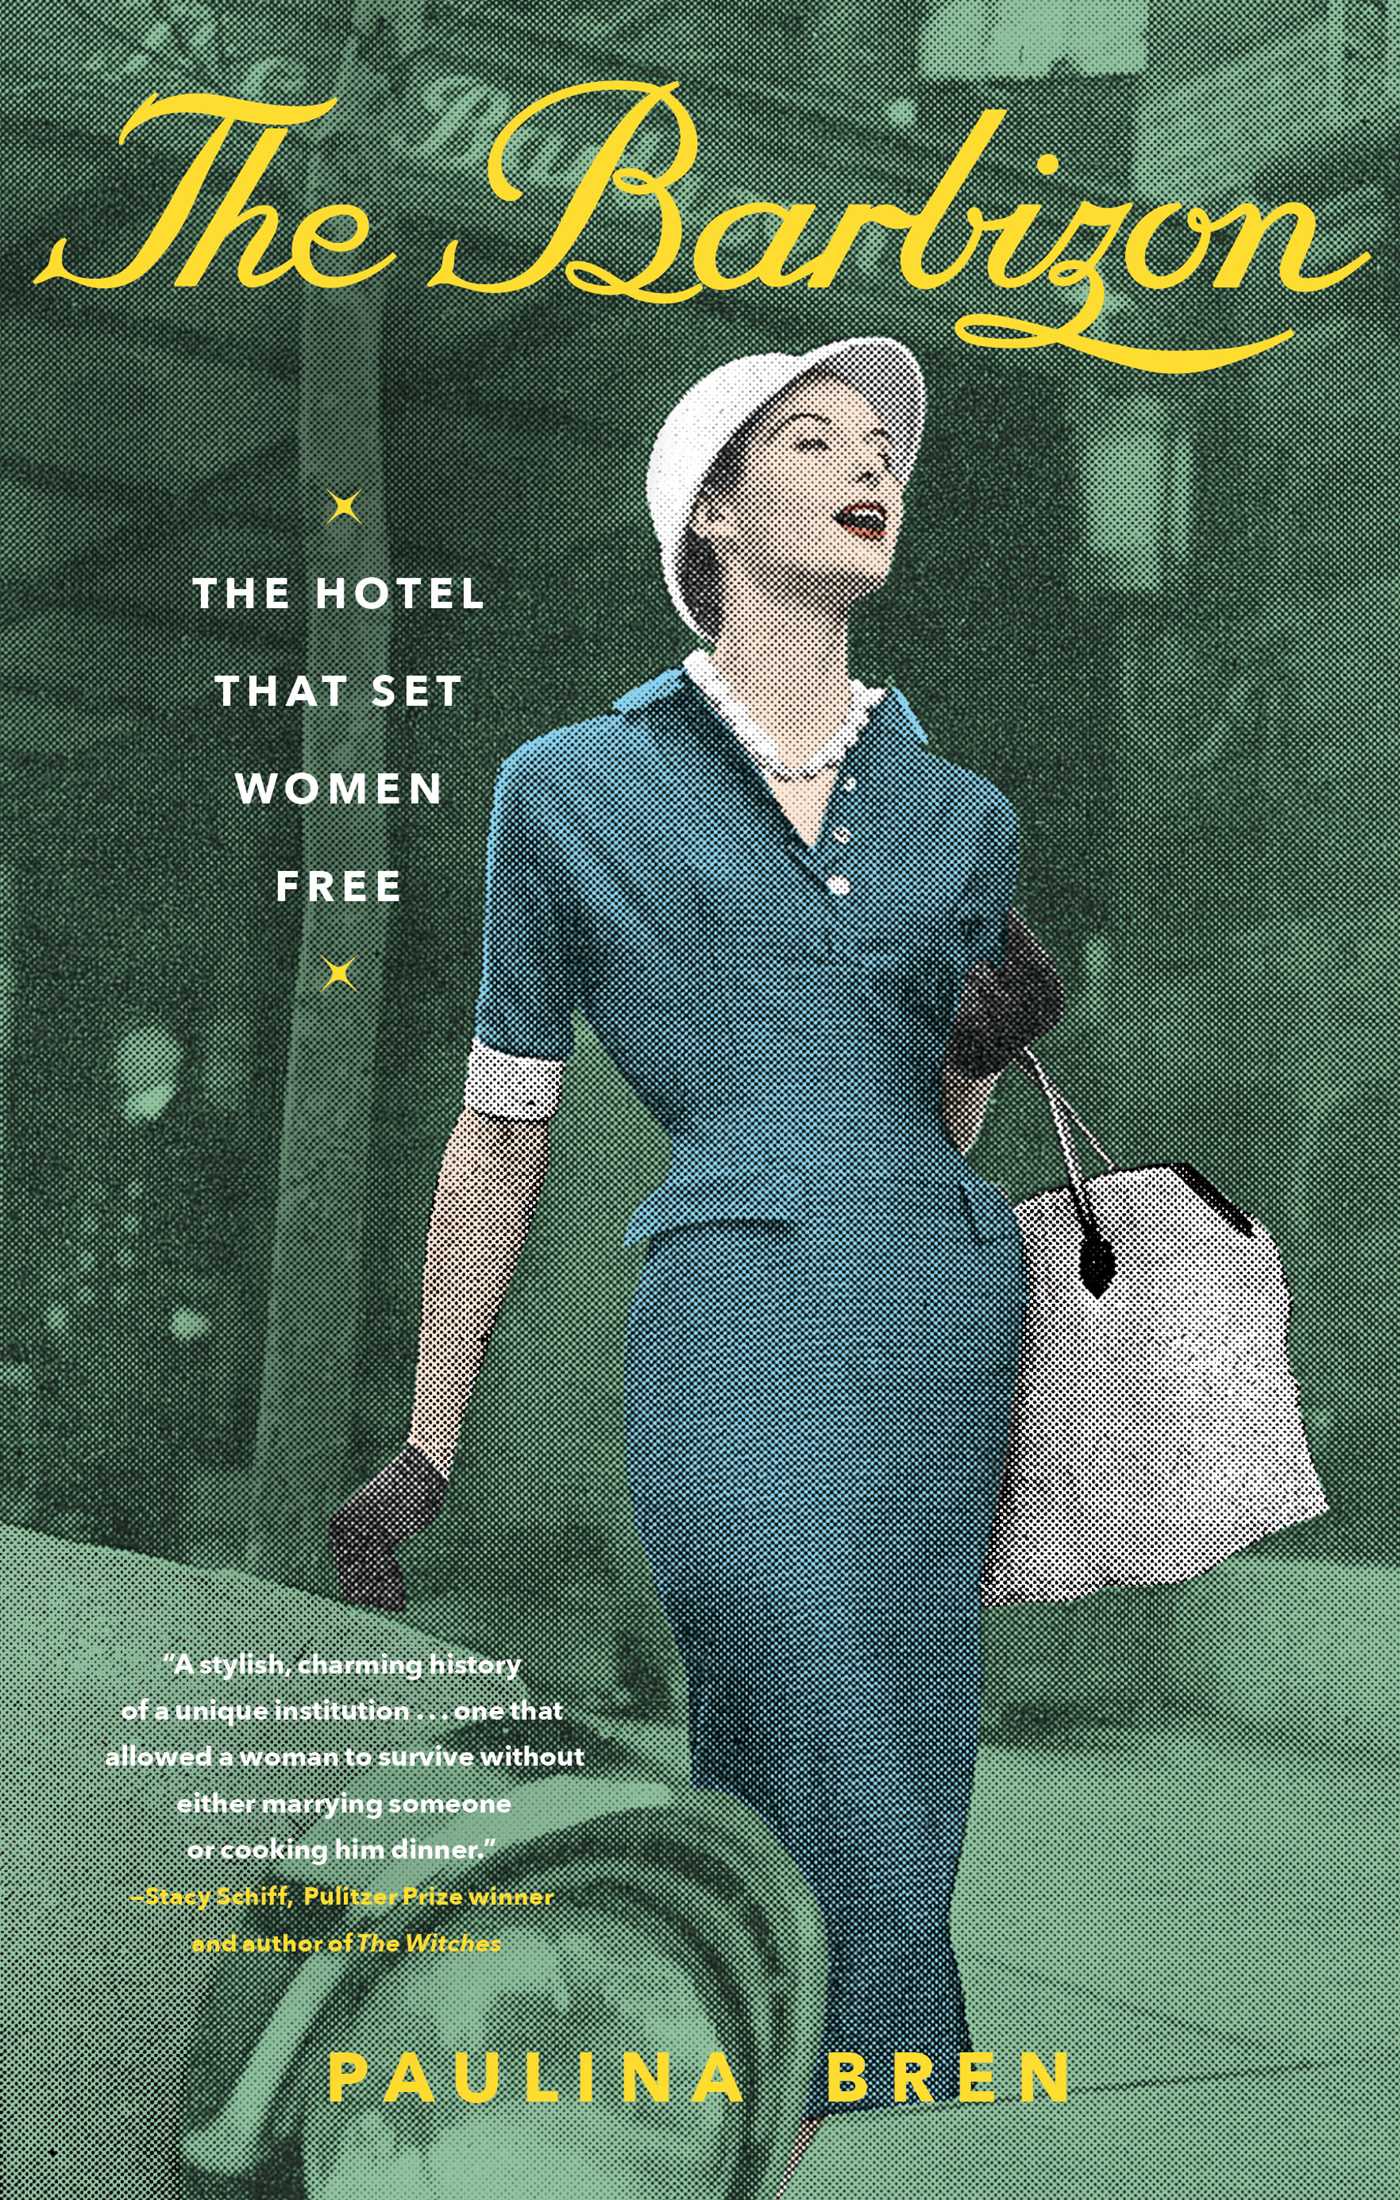 The Barbizon
THE HOTEL
THAT SET
WOMEN
FREE
“A stylish, charming history
of a unique institution . . . one that
allowed a woman to survive without
either marrying someone
or cooking him dinner.”
—Stacy Schiff, Pulitzer Prize winner
and author of The Witches
PAULINA BREN